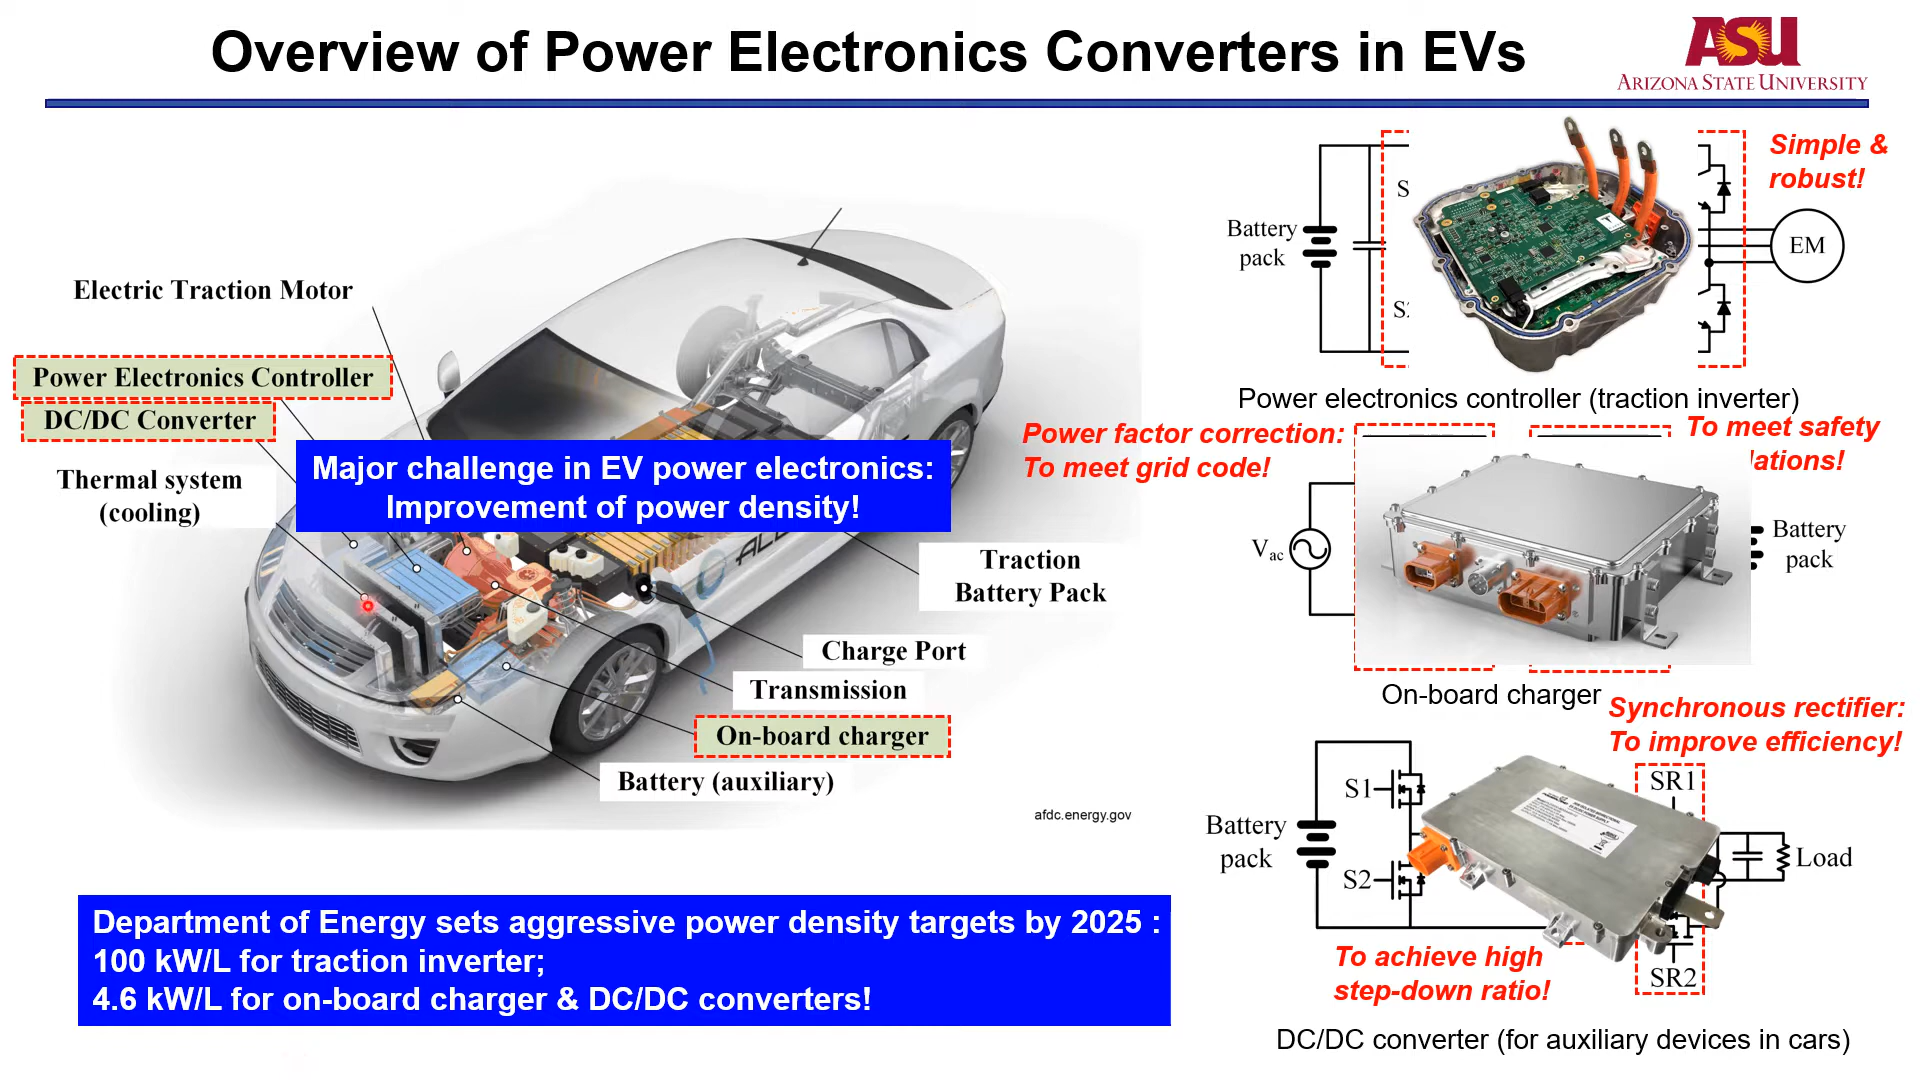 Overview of Power Electronics Converters in EVs
ASU
ARIZONA STATE UNIVERSITY
Electric Traction Motor
Power Electronics Controller
DC/DC Converter
Thermal system
(cooling)
Major challenge in EV power electronics:
Improvement of power density!
Traction
Battery Pack
Charge Port
Transmission
On-board charger
Battery (auxiliary)
afdc.energy.gov
Department of Energy sets aggressive power density targets by 2025 :
100 kW/L for traction inverter;
4.6 kW/L for on-board charger & DC/DC converters!
Simple &
robust!
Battery
pack
EM
Power electronics controller (traction inverter)
Power factor correction:
To meet grid code!
To meet safety
lations!
Vac
Battery
pack
On-board charger
Synchronous rectifier:
To improve efficiency!
S1
SR1
Battery
pack
Load
S2
To achieve high
step-down ratio!
SR2
DC/DC converter (for auxiliary devices in cars)